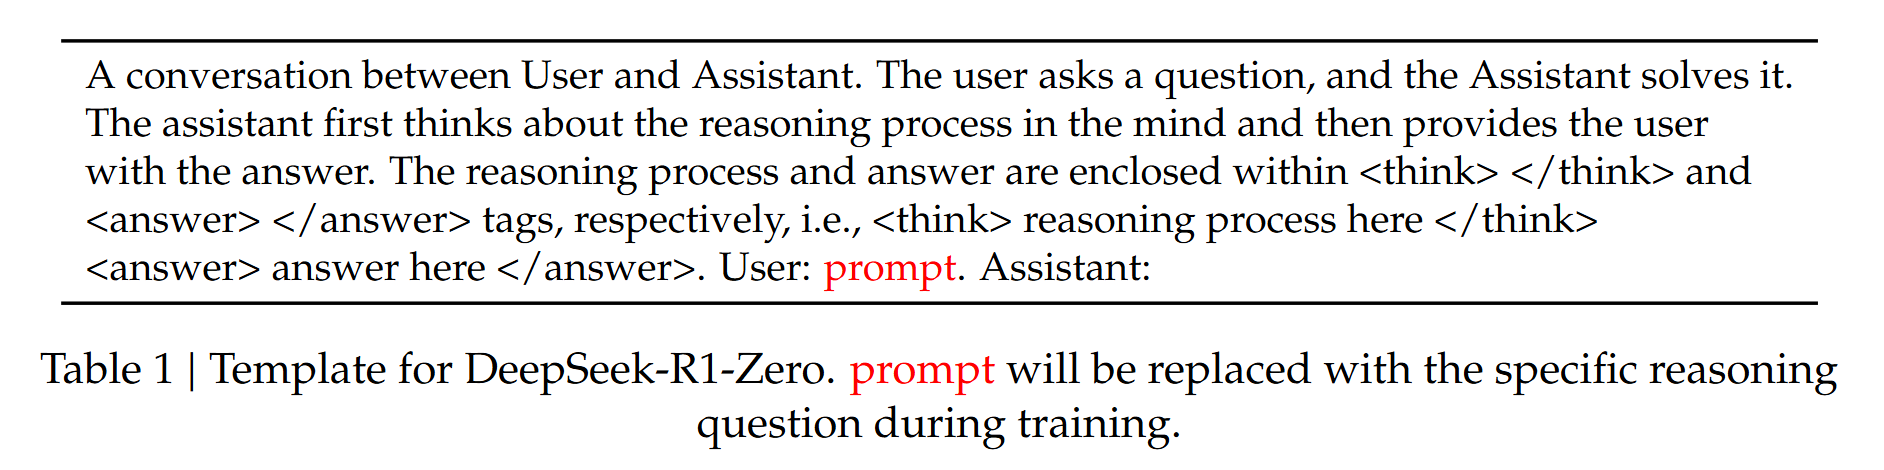 A conversation between User and Assistant. The user asks a question, and the Assistant solves it.
The assistant first thinks about the reasoning process in the mind and then provides the user
with the answer. The reasoning process and answer are enclosed within <think> </think> and
<answer> </answer> tags, respectively, i.e., <think> reasoning process here </think>
<answer> answer here </answer>. User: prompt. Assistant:
Table 1 | Template for DeepSeek-R1-Zero. prompt will be replaced with the specific reasoning
question during training.